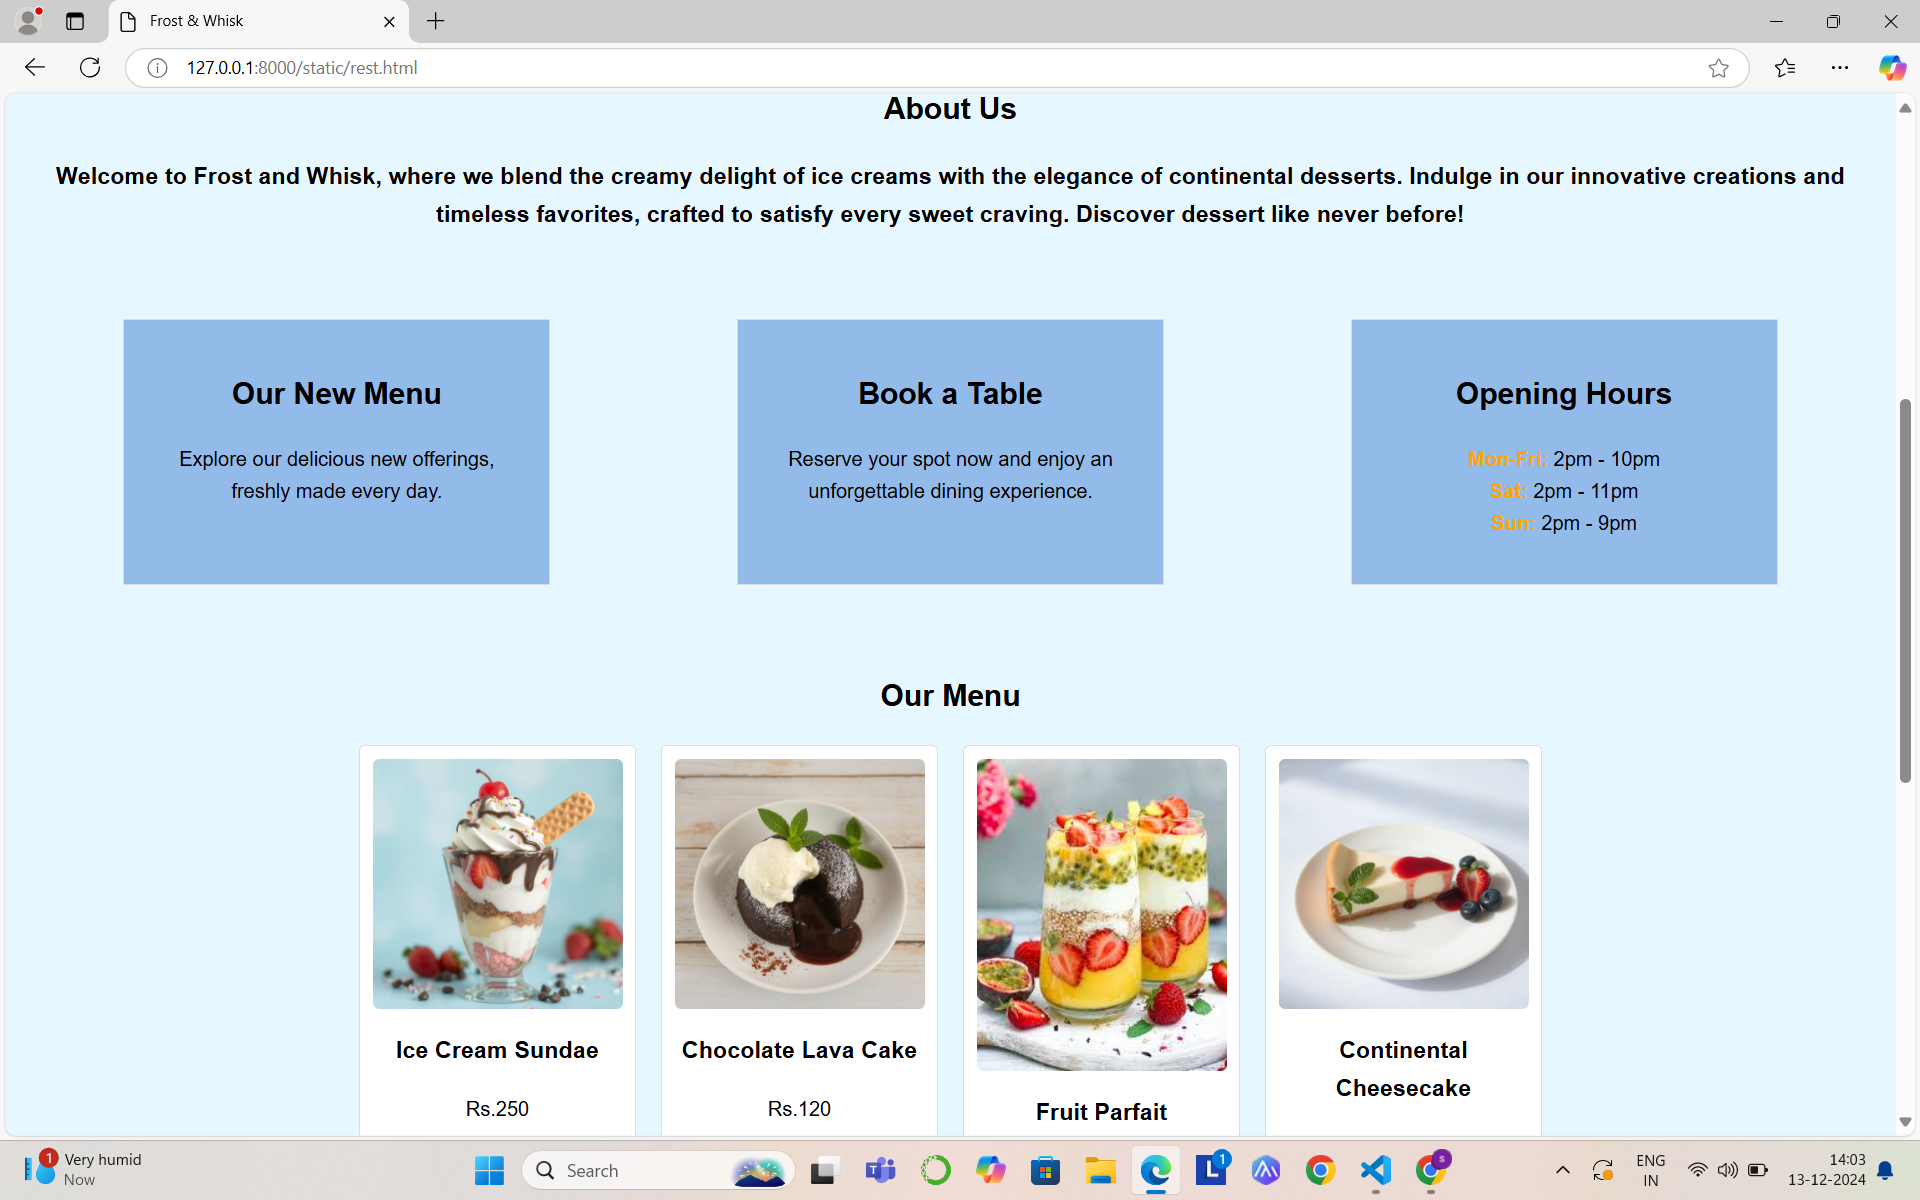 Frost & Whisk
127.0.0.1:8000/static/rest.html
About Us
Welcome to Frost and Whisk, where we blend the creamy delight of ice creams with the elegance of continental desserts. Indulge in our innovative creations and
timeless favorites, crafted to satisfy every sweet craving. Discover dessert like never before!
Our New Menu
Explore our delicious new offerings,
freshly made every day.
Book a Table
Reserve your spot now and enjoy an
unforgettable dining experience.
Opening Hours
Mon-Fri: 2pm - 10pm
Sat: 2pm - 11pm
Sun: 2pm - 9pm
Our Menu
Ice Cream Sundae
Rs.250
Chocolate Lava Cake
Rs.120
Fruit Parfait
Continental
Cheesecake
1
Very humid
Now
Search
T
L
1
S
ENG
IN
14:03
13-12-2024